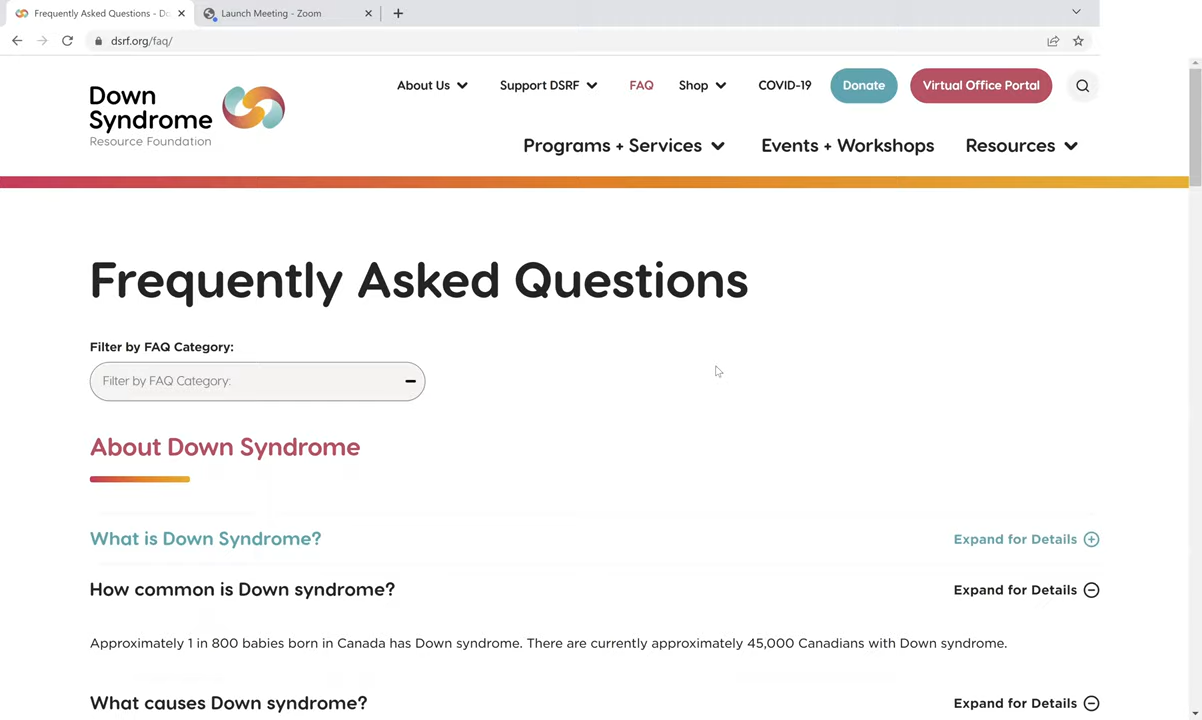 Frequently Asked Questions - Do
Launch Meeting - Zoom
dsrf.org/faq/
About Us
Support DSRF
FAQ
Shop
COVID-19
Donate
Virtual Office Portal
Down
Syndrome
Resource Foundation
Programs + Services
Events + Workshops
Resources
Frequently Asked Questions
Filter by FAQ Category:
Filter by FAQ Category:
About Down Syndrome
What is Down Syndrome? Expand for Details
How common is Down syndrome? Expand for Details
Approximately 1 in 800 babies born in Canada has Down syndrome. There are currently approximately 45,000 Canadians with Down syndrome.
What causes Down syndrome? Expand for Details